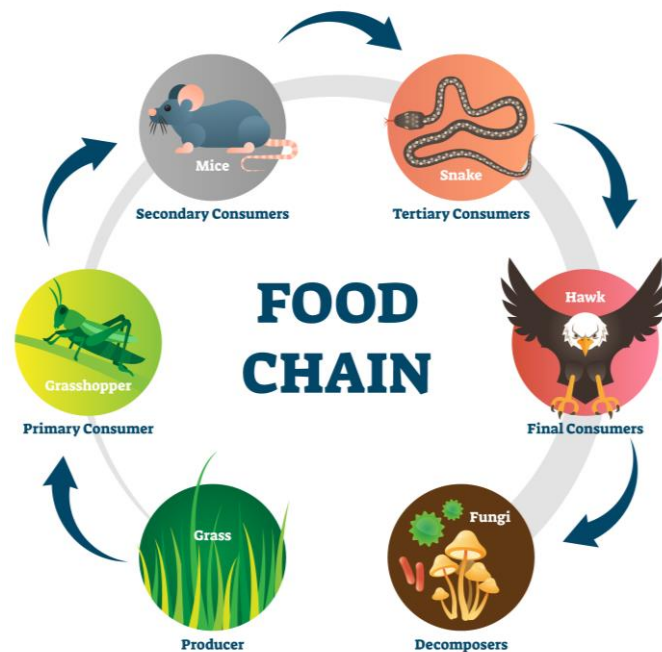 Mice
Secondary Consumers
Snake
Tertiary Consumers
FOOD
CHAIN
Hawk
Final Consumers
Grasshopper
Primary Consumer
Grass
Producer
Fungi
Decomposers